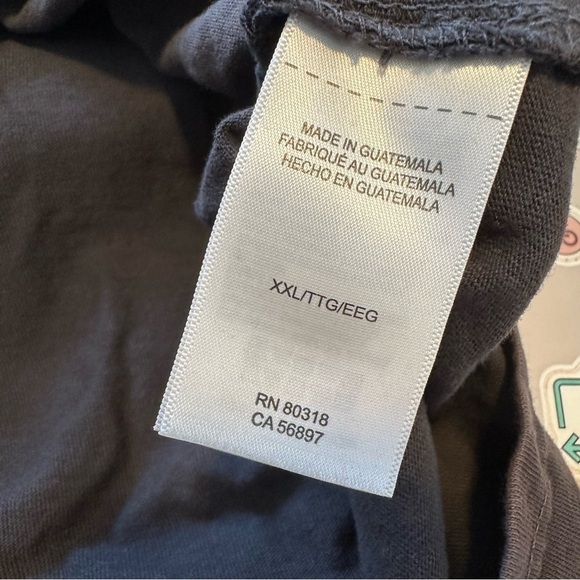 MADE IN GUATEMALA
FABRIQUÉ AU GUATEMALA
HECHO EN GUATEMALA
XXL/TTG/EEG
RN 80318
CA 56897